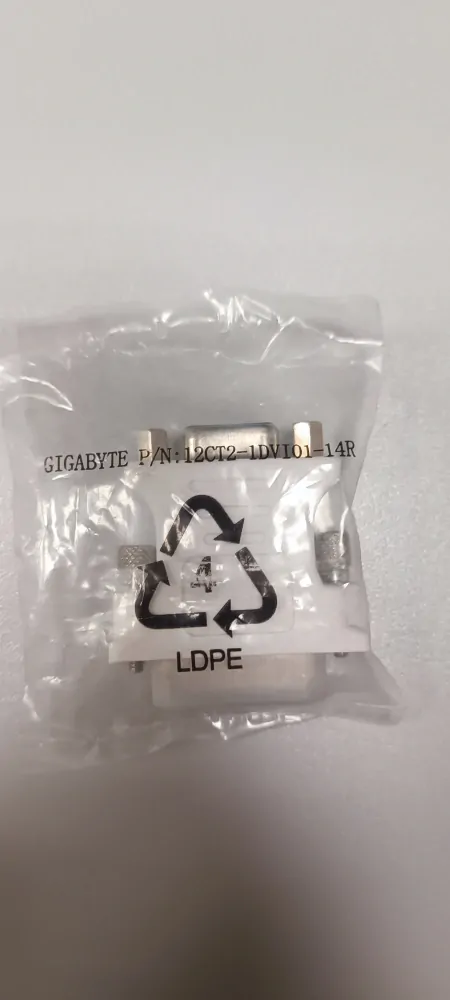 GIGABYTE P/N:12CT2-1DVI01-14R
4
LDPE